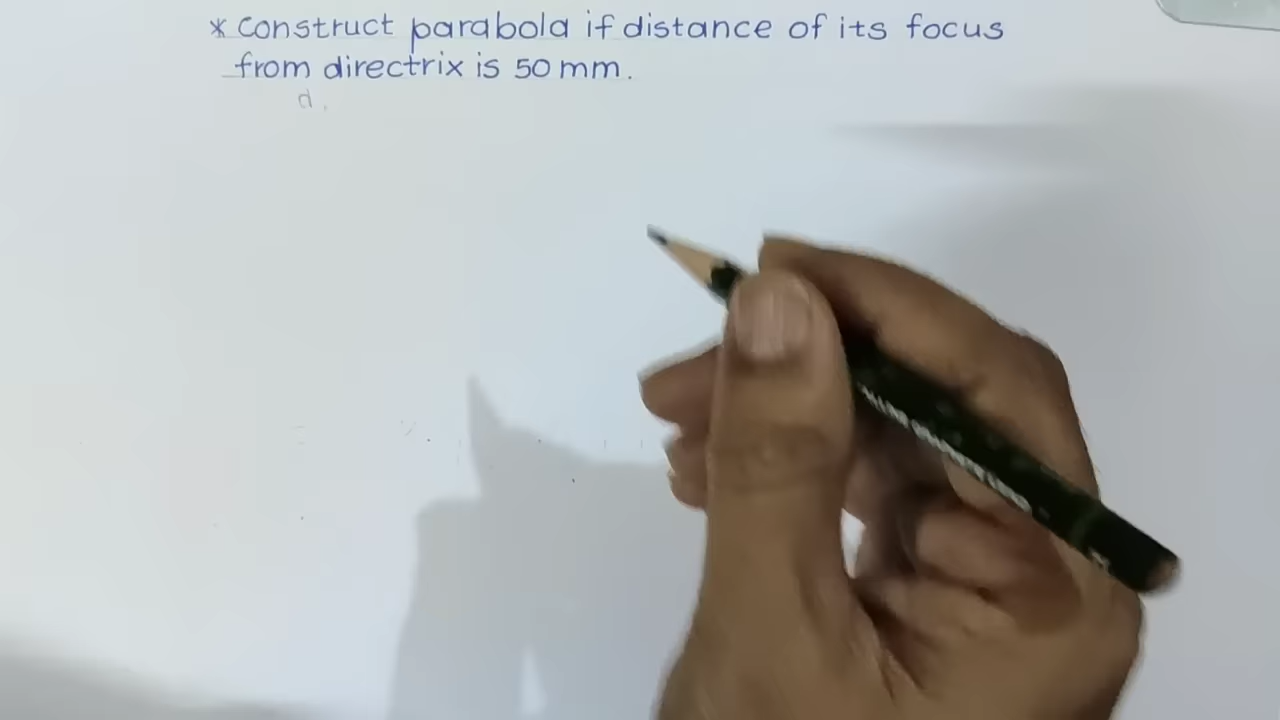 * construct parabola if distance of its focus
from directrix is 50 mm.
d.